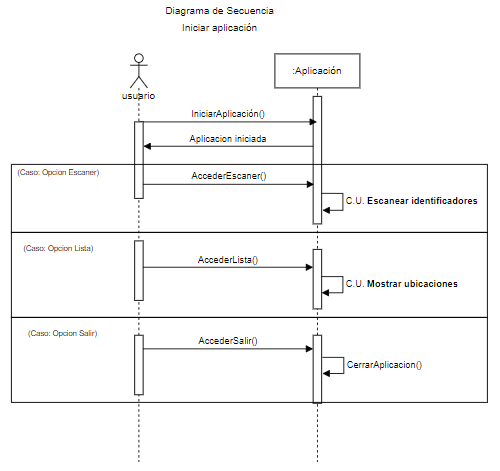 Diagrama de Secuencia
Iniciar aplicación
:Aplicación
usuario
IniciarAplicación()
Aplicacion iniciada
(Caso: Opcion Escaner)
AccederEscaner()
C.U. Escanear identificadores
(Caso: Opcion Lista)
AccederLista()
C.U. Mostrar ubicaciones
(Caso: Opcion Salir)
AccederSalir()
CerrarAplicacion()